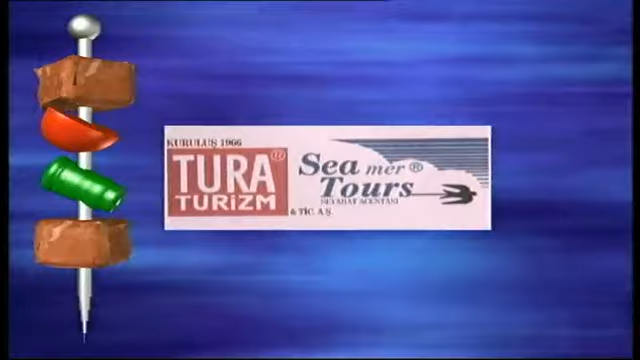 KURULUŞ 1966
TURA®
TURİZM
& TİC. A.Ş.
Sea mer®
Tours
SEYAHAT ACENTASI